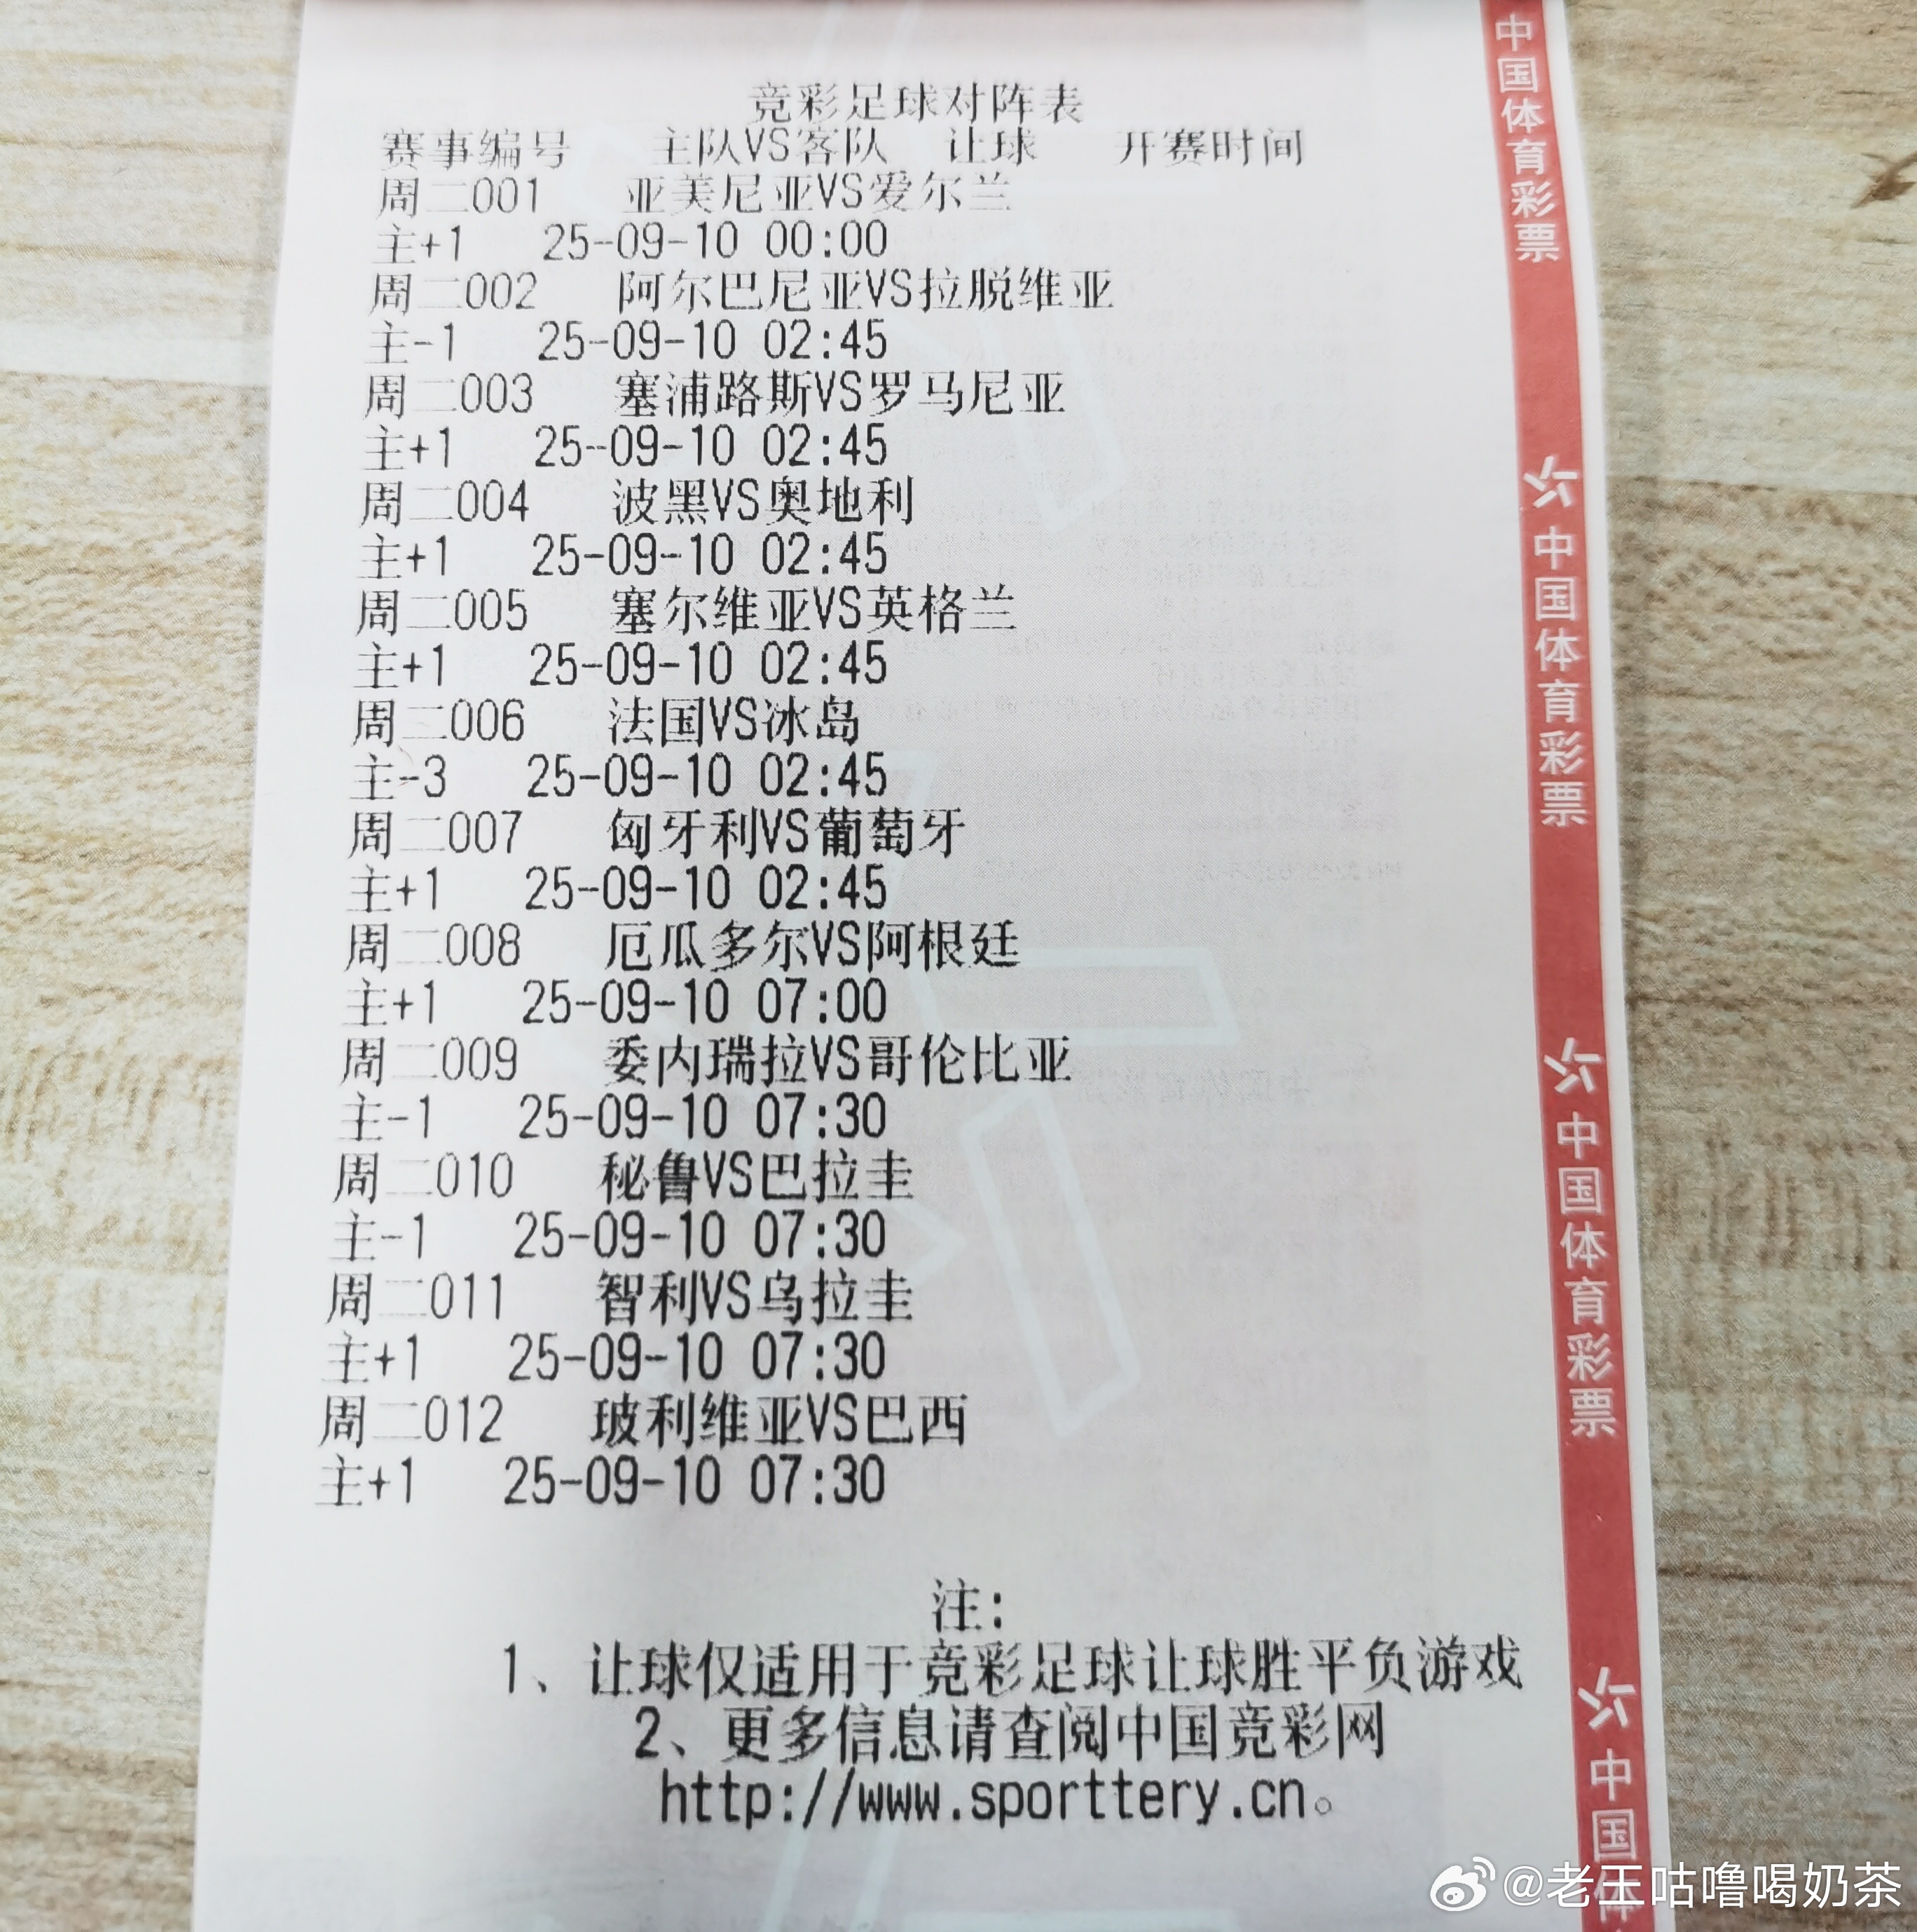 竞彩足球对阵表
赛事编号 主队VS客队 让球 开赛时间
周二001 亚美尼亚VS爱尔兰
主+1 25-09-10 00:00
周二002 阿尔巴尼亚VS拉脱维亚
主-1 25-09-10 02:45
周二003 塞浦路斯VS罗马尼亚
主+1 25-09-10 02:45
周二004 波黑VS奥地利
主+1 25-09-10 02:45
周二005 塞尔维亚VS英格兰
主+1 25-09-10 02:45
周二006 法国VS冰岛
主-3 25-09-10 02:45
周二007 匈牙利VS葡萄牙
主+1 25-09-10 02:45
周二008 厄瓜多尔VS阿根廷
主+1 25-09-10 07:00
周二009 委内瑞拉VS哥伦比亚
主-1 25-09-10 07:30
周二010 秘鲁VS巴拉圭
主-1 25-09-10 07:30
周二011 智利VS乌拉圭
主+1 25-09-10 07:30
周二012 玻利维亚VS巴西
主+1 25-09-10 07:30
注:
1、让球仅适用于竞彩足球让球胜平负游戏
2、更多信息请查阅中国竞彩网
http://www.sporttery.cn。
中国体育彩票
中国体育彩票
中国体育彩票
中国体
@老王咕噜喝奶茶